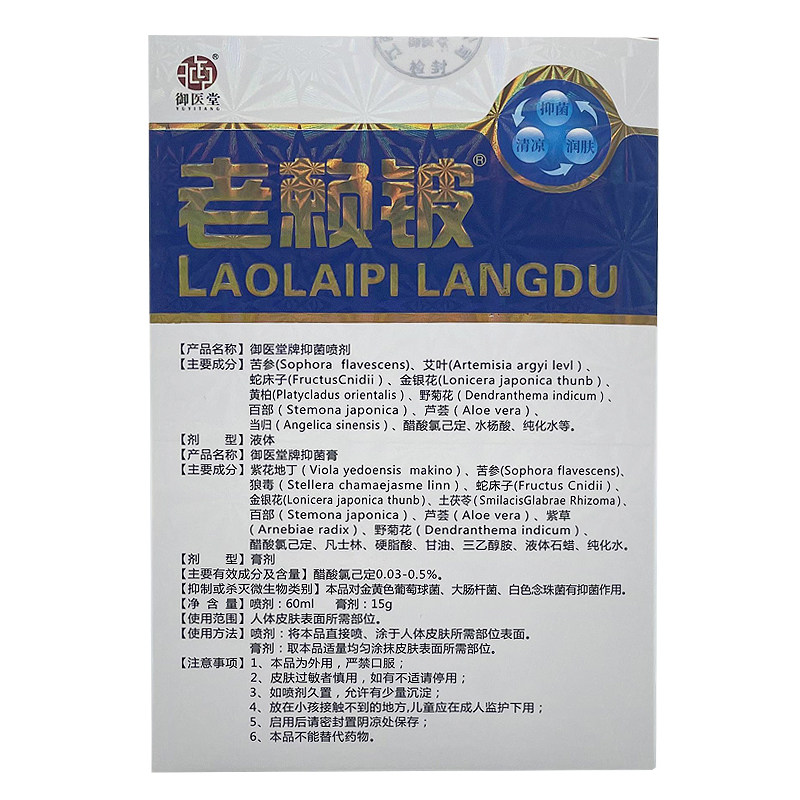 检封
御医堂®
YUYITANG
抑菌
清凉 润肤
老赖铍®
LAOLAIPI LANGDU
【产品名称】御医堂牌抑菌喷剂
【主要成分】苦参(Sophora flavescens)、艾叶(Artemisia argyi levl)、
蛇床子(FructusCnidii)、金银花(Lonicera japonica thunb)、
黄柏(Platycladus orientalis)、野菊花(Dendranthema indicum)、
百部(Stemona japonica)、芦荟(Aloe vera)、
当归(Angelica sinensis)、醋酸氯己定、水杨酸、纯化水等。
【剂 型】液体
【产品名称】御医堂牌抑菌膏
【主要成分】紫花地丁(Viola yedoensis makino)、苦参(Sophora flavescens)、
狼毒(Stellera chamaejasme linn)、蛇床子(Fructus Cnidii)、
金银花(Lonicera japonica thunb)、土茯苓(SmilacisGlabrae Rhizoma)、
百部(Stemona japonica)、芦荟(Aloe vera)、紫草
(Arnebiae radix)、野菊花(Dendranthema indicum)、
醋酸氯己定、凡士林、硬脂酸、甘油、三乙醇胺、液体石蜡、纯化水。
【剂 型】膏剂
【主要有效成分及含量】醋酸氯己定0.03-0.5%。
【抑制或杀灭微生物类别】本品对金黄色葡萄球菌、大肠杆菌、白色念珠菌有抑菌作用。
【净 含 量】喷剂：60ml 膏剂：15g
【使用范围】人体皮肤表面所需部位。
【使用方法】喷剂：将本品直接喷、涂于人体皮肤所需部位表面。
膏剂：取本品适量均匀涂抹皮肤表面所需部位。
【注意事项】1、本品为外用，严禁口服；
2、皮肤过敏者慎用，如有不适请停用；
3、如喷剂久置，允许有少量沉淀；
4、放在小孩接触不到的地方,儿童应在成人监护下用；
5、启用后请密封置阴凉处保存；
6、本品不能替代药物。